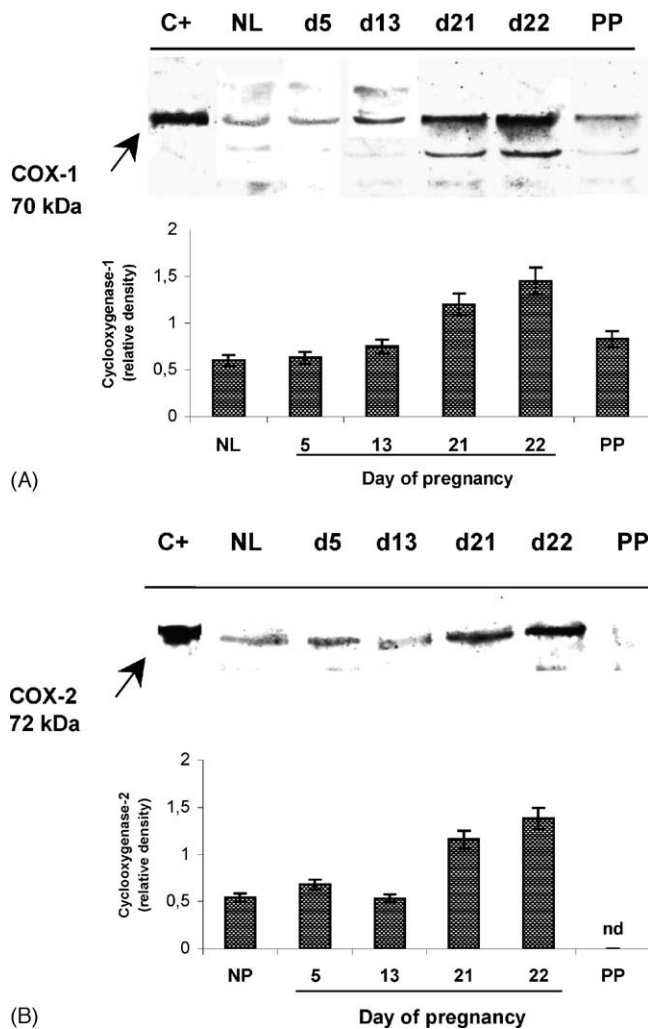 C+ NL d5 d13 d21 d22 PP
COX-1
70 kDa
Cyclooxygenase-1
(relative density)
2
1,5
1
0,5
0
NL 5 13 21 22 PP
Day of pregnancy
(A)
C+ NL d5 d13 d21 d22 PP
COX-2
72 kDa
Cyclooxygenase-2
(relative density)
2
1,5
1
0,5
0
nd
NP 5 13 21 22 PP
Day of pregnancy
(B)